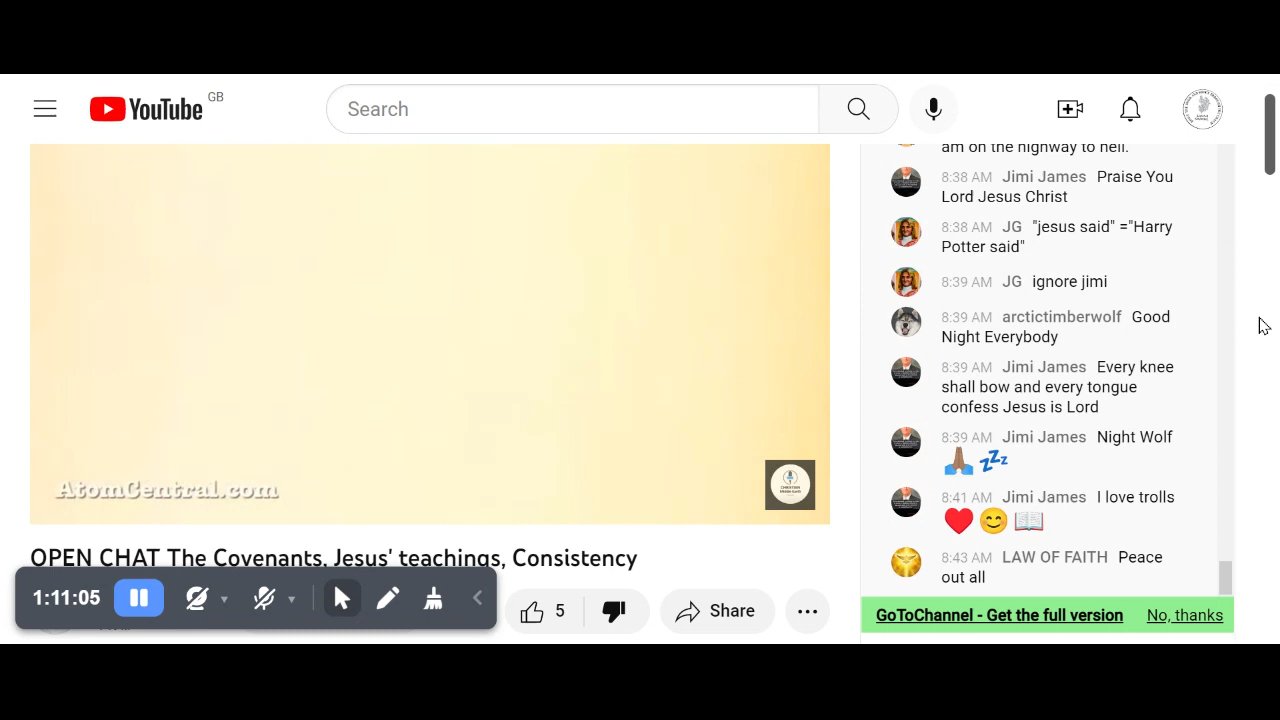 YouTube GB
Search
am on the highway to hell.
8:38 AM Jimi James Praise You
Lord Jesus Christ
8:38 AM JG "jesus said" ="Harry
Potter said"
8:39 AM JG ignore jimi
8:39 AM arctictimberwolf Good
Night Everybody
8:39 AM Jimi James Every knee
shall bow and every tongue
confess Jesus is Lord
8:39 AM Jimi James Night Wolf
🙏🏽 💤
8:41 AM Jimi James I love trolls
❤️ 😊 📖
8:43 AM LAW OF FAITH Peace
out all
GoToChannel - Get the full version No, thanks
AtomCentral.com
OPEN CHAT The Covenants, Jesus' teachings, Consistency
1:11:05
5 Share